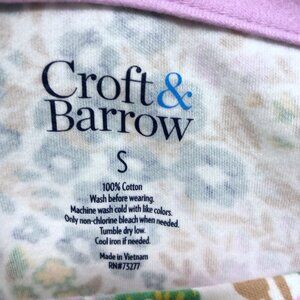 Croft&
Barrow
S
100% Cotton
Wash before wearing.
Machine wash cold with like colors.
Only non-chlorine bleach when needed.
Tumble dry low.
Cool iron if needed.
Made in Vietnam
RN#73277